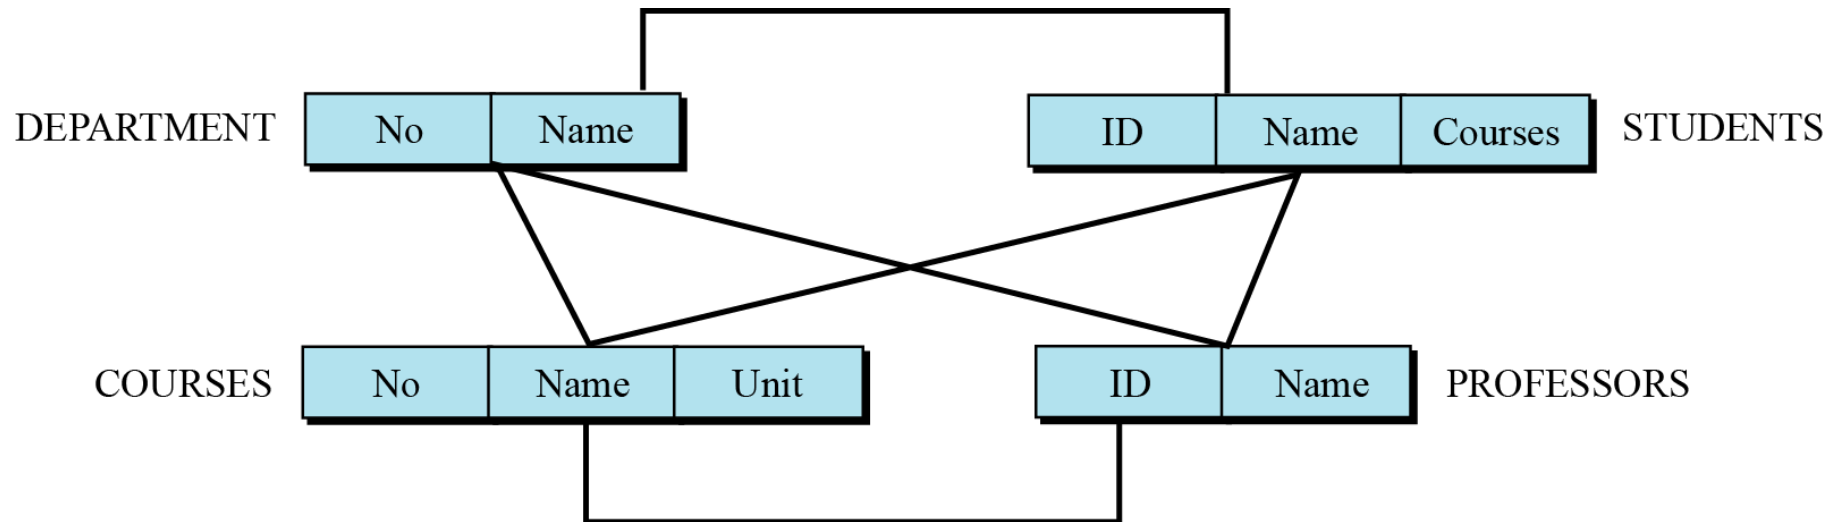 DEPARTMENT No Name ID Name Courses STUDENTS
COURSES No Name Unit ID Name PROFESSORS